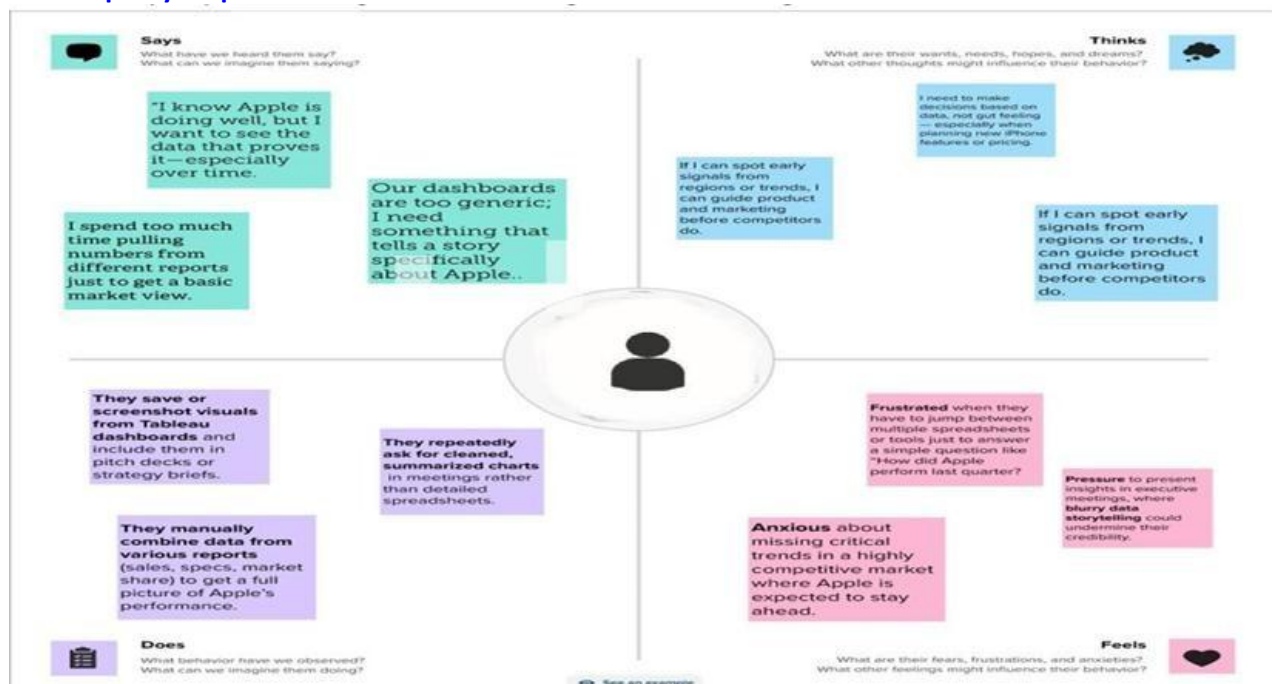 Says
What have we heard them say?
What can we imagine them saying?
"I know Apple is
doing well, but I
want to see the
data that proves
it—especially
over time.
Our dashboards
are too generic;
I need
something that
tells a story
specifically
about Apple..
I spend too much
time pulling
numbers from
different reports
just to get a basic
market view.
Thinks
What are their wants, needs, hopes, and dreams?
What other thoughts might influence their behavior?
I need to make
decisions based on
data, not gut feeling
— especially when
planning new iPhone
features or pricing.
If I can spot early
signals from
regions or trends, I
can guide product
and marketing
before competitors
do.
If I can spot early
signals from
regions or trends, I
can guide product
and marketing
before competitors
do.
They save or
screenshot visuals
from Tableau
dashboards and
include them in
pitch decks or
strategy briefs.
They repeatedly
ask for cleaned,
summarized charts
in meetings rather
than detailed
spreadsheets.
They manually
combine data from
various reports
(sales, specs, market
share) to get a full
picture of Apple's
performance.
Does
What behavior have we observed?
What can we imagine them doing?
Frustrated when they
have to jump between
multiple spreadsheets
or tools just to answer
a simple question like
"How did Apple
perform last quarter?
Pressure to present
insights in executive
meetings, where
blurry data
storytelling could
undermine their
credibility.
Anxious about
missing critical
trends in a highly
competitive market
where Apple is
expected to stay
ahead.
Feels
What are their fears, frustrations, and anxieties?
What other feelings might influence their behavior?
See an example